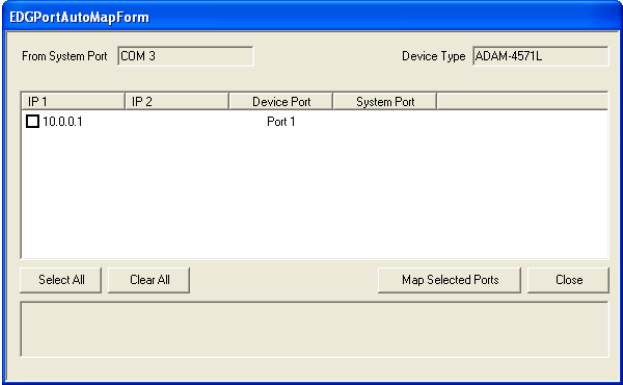 EDGPortAutoMapForm
From System Port COM 3 Device Type ADAM-4571L
IP 1 IP 2 Device Port System Port
10.0.0.1 Port 1
Select All Clear All Map Selected Ports Close